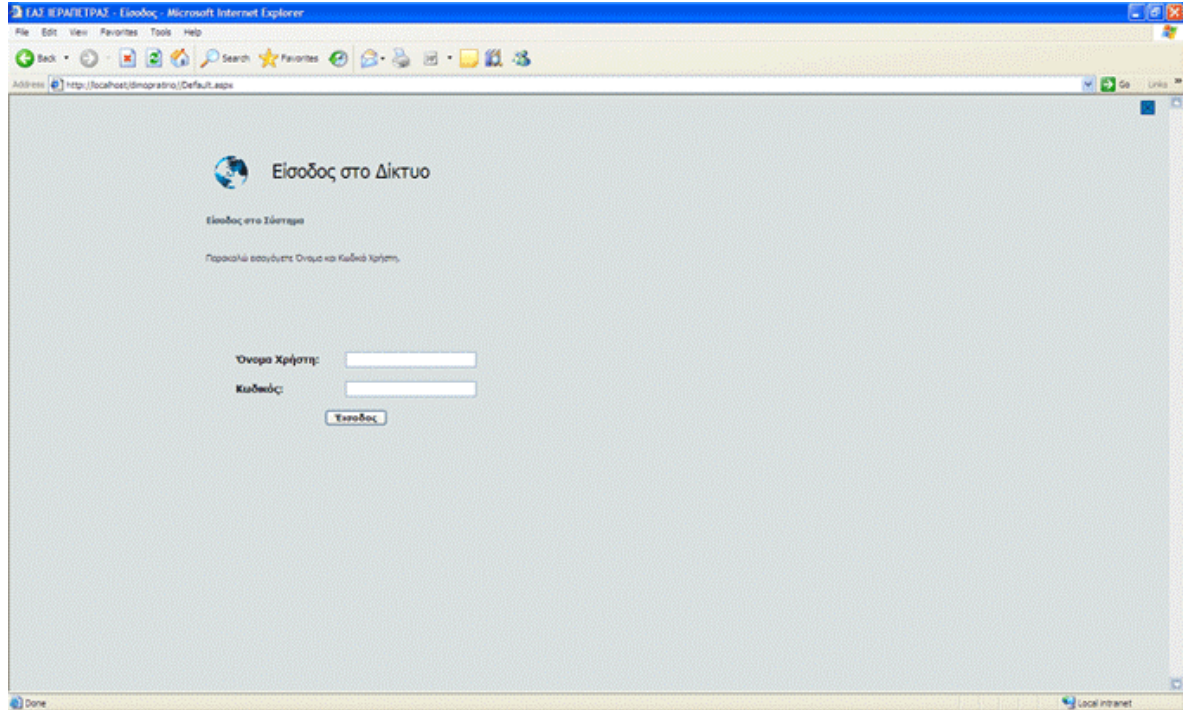 ΕΑΣ ΙΕΡΑΠΕΤΡΑΣ - Είσοδος - Microsoft Internet Explorer
File Edit View Favorites Tools Help
Back Search Favorites
Address http://localhost/dimopratirio//Default.aspx Go Links
Είσοδος στο Δίκτυο
Είσοδος στο Σύστημα
Παρακαλώ εισαγάγετε Όνομα και Κωδικό Χρήστη.
Όνομα Χρήστη:
Κωδικός:
Έισοδος
Done Local intranet